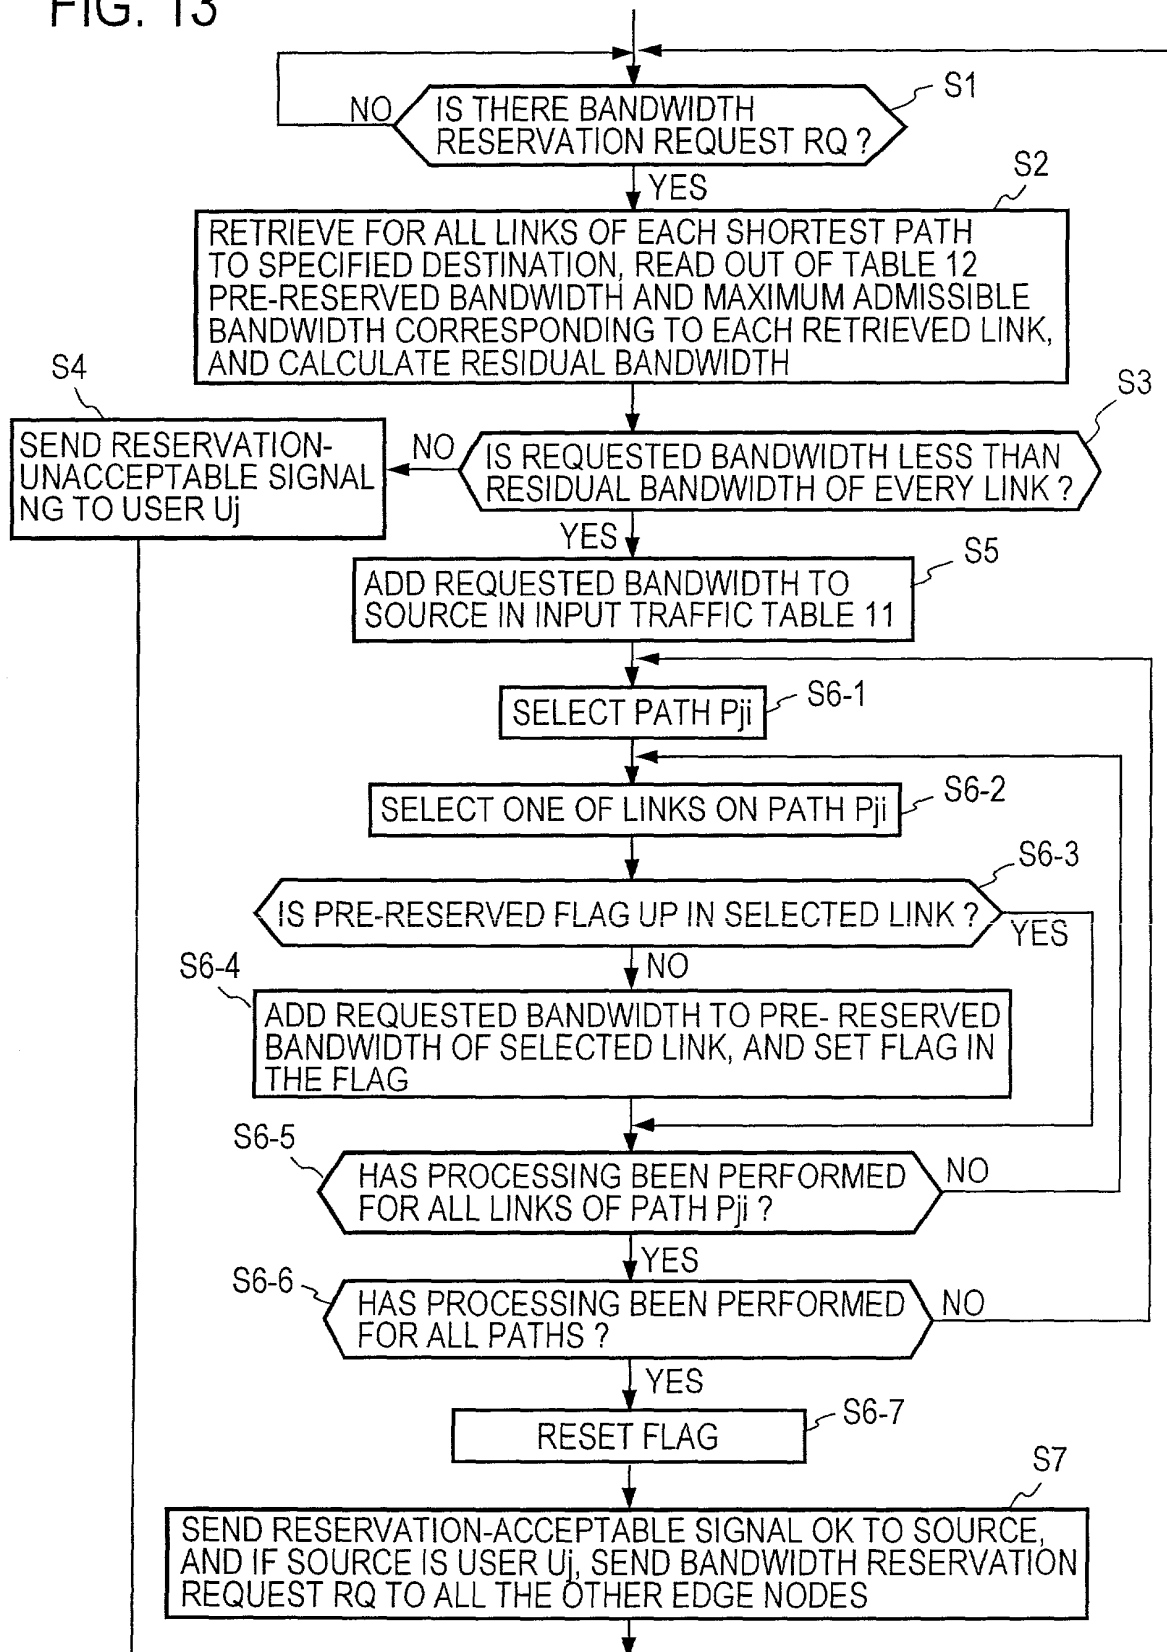 FIG. 13
S1
NO
IS THERE BANDWIDTH
RESERVATION REQUEST RQ ?
YES
S2
RETRIEVE FOR ALL LINKS OF EACH SHORTEST PATH
TO SPECIFIED DESTINATION, READ OUT OF TABLE 12
PRE-RESERVED BANDWIDTH AND MAXIMUM ADMISSIBLE
BANDWIDTH CORRESPONDING TO EACH RETRIEVED LINK,
AND CALCULATE RESIDUAL BANDWIDTH
S4
S3
SEND RESERVATION-
UNACCEPTABLE SIGNAL
NG TO USER Uj
NO
IS REQUESTED BANDWIDTH LESS THAN
RESIDUAL BANDWIDTH OF EVERY LINK ?
YES
S5
ADD REQUESTED BANDWIDTH TO
SOURCE IN INPUT TRAFFIC TABLE 11
S6-1
SELECT PATH Pji
S6-2
SELECT ONE OF LINKS ON PATH Pji
S6-3
IS PRE-RESERVED FLAG UP IN SELECTED LINK ?
YES
NO
S6-4
ADD REQUESTED BANDWIDTH TO PRE- RESERVED
BANDWIDTH OF SELECTED LINK, AND SET FLAG IN
THE FLAG
S6-5
HAS PROCESSING BEEN PERFORMED
FOR ALL LINKS OF PATH Pji ?
NO
YES
S6-6
HAS PROCESSING BEEN PERFORMED
FOR ALL PATHS ?
NO
YES
S6-7
RESET FLAG
S7
SEND RESERVATION-ACCEPTABLE SIGNAL OK TO SOURCE,
AND IF SOURCE IS USER Uj, SEND BANDWIDTH RESERVATION
REQUEST RQ TO ALL THE OTHER EDGE NODES